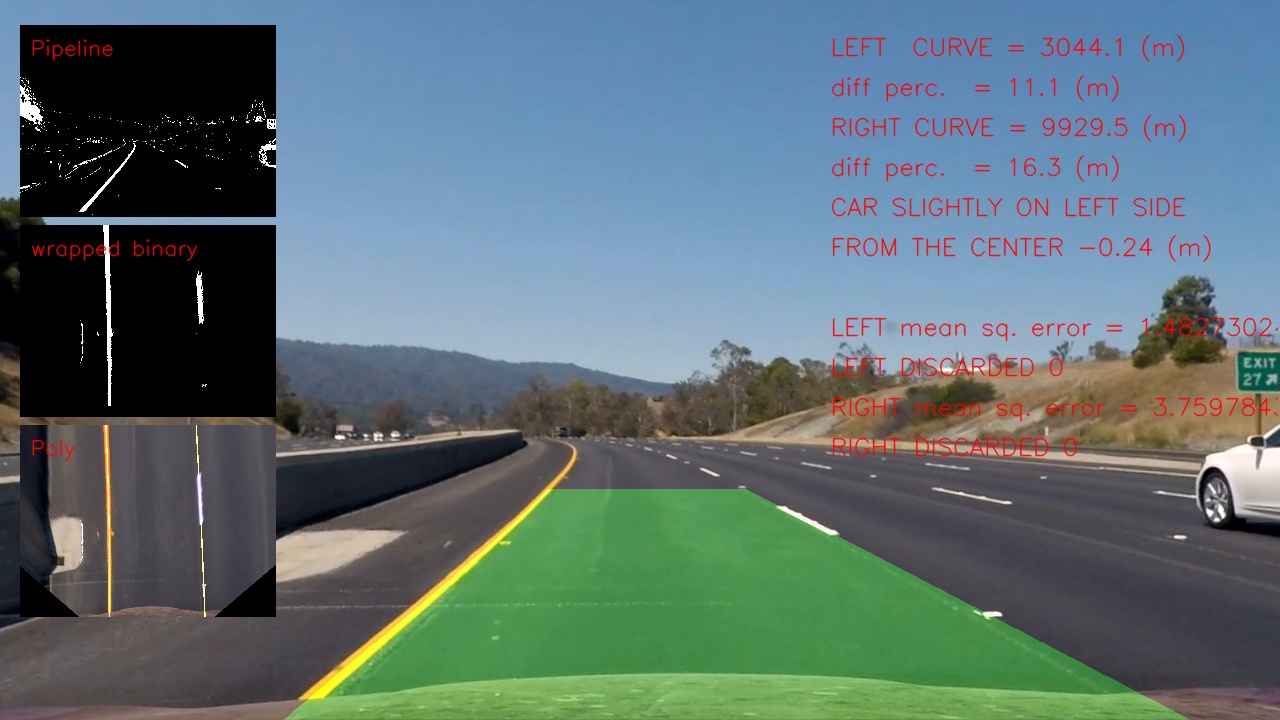 Pipeline
wrapped binary
Poly
LEFT  CURVE = 3044.1 (m)
diff perc.  = 11.1 (m)
RIGHT CURVE = 9929.5 (m)
diff perc.  = 16.3 (m)
CAR SLIGHTLY ON LEFT SIDE
FROM THE CENTER -0.24 (m)
LEFT mean sq. error = 1.4827302
LEFT DISCARDED 0
RIGHT mean sq. error = 3.759784
RIGHT DISCARDED 0
EXIT
27